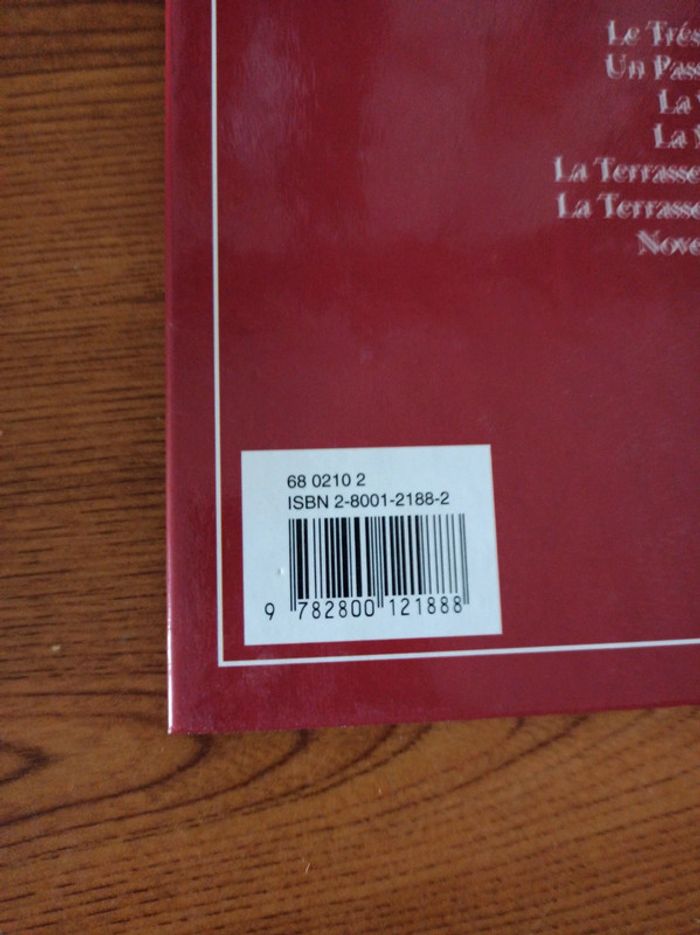 Le Trés
Un Pass
La
La
La Terrasse
La Terrasse
Nove
68 0210 2
ISBN 2-8001-2188-2
9 782800 121888